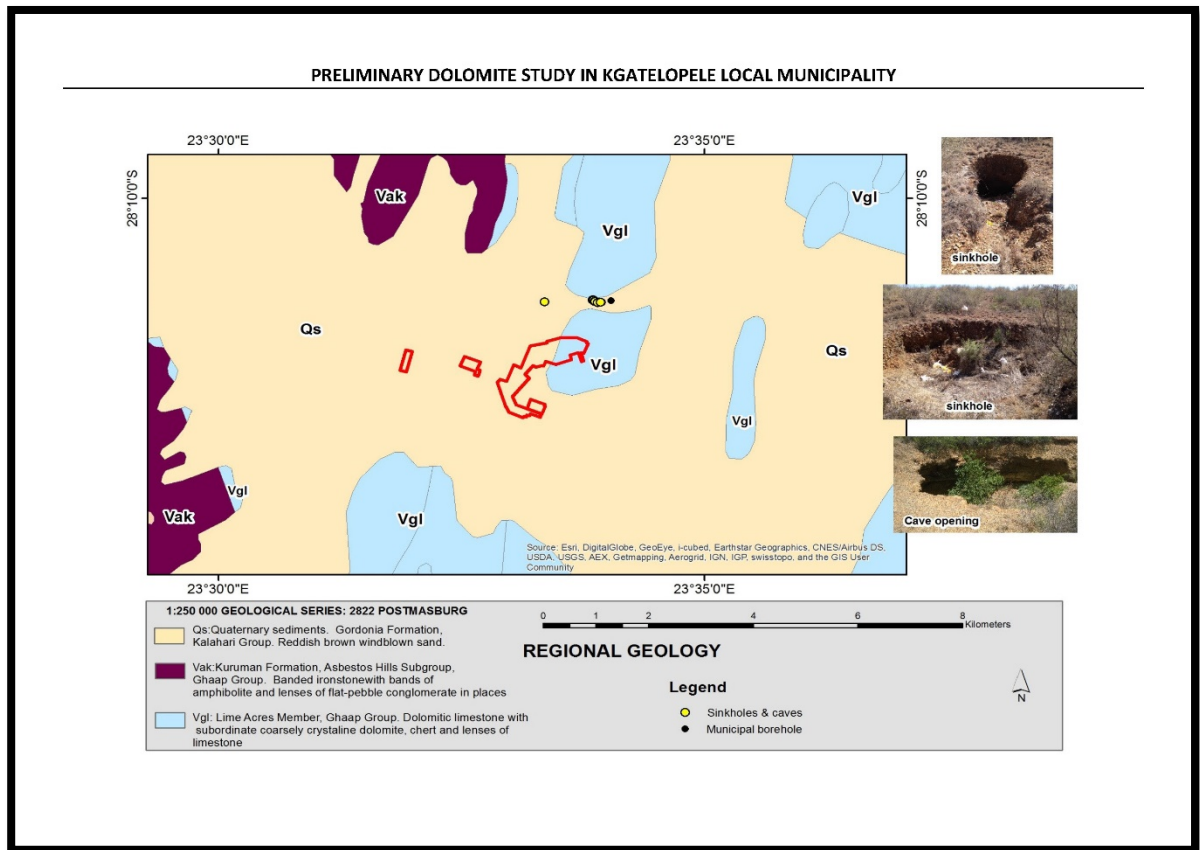 PRELIMINARY DOLOMITE STUDY IN KGATELOPELE LOCAL MUNICIPALITY
23°30'0"E
23°35'0"E
28°10'0"S
28°10'0"S
Vak
Vgl
Vgl
sinkhole
Qs
Qs
Vgl
sinkhole
Vgl
Vgl
Vak
Vgl
Cave opening
Source: Esri, DigitalGlobe, GeoEye, i-cubed, Earthstar Geographics, CNES/Airbus DS,
USDA, USGS, AEX, Getmapping, Aerogrid, IGN, IGP, swisstopo, and the GIS User
Community
23°30'0"E
23°35'0"E
1:250 000 GEOLOGICAL SERIES: 2822 POSTMASBURG
Qs:Quaternary sediments. Gordonia Formation,
Kalahari Group. Reddish brown windblown sand.
Vak:Kuruman Formation, Asbestos Hills Subgroup,
Ghaap Group. Banded ironstonewith bands of
amphibolite and lenses of flat-pebble conglomerate in places
Vgl: Lime Acres Member, Ghaap Group. Dolomitic limestone with
subordinate coarsely crystaline dolomite, chert and lenses of
limestone
0 1 2 4 6 8
Kilometers
REGIONAL GEOLOGY
Legend
Sinkholes & caves
Municipal borehole
N